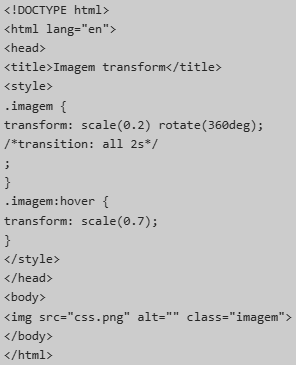 <!DOCTYPE html>
<html lang="en">
<head>
<title>Imagem transform</title>
<style>
.imagem {
transform: scale(0.2) rotate(360deg);
/*transition: all 2s*/
;
}
.imagem:hover {
transform: scale(0.7);
}
</style>
</head>
<body>
<img src="css.png" alt="" class="imagem">
</body>
</html>